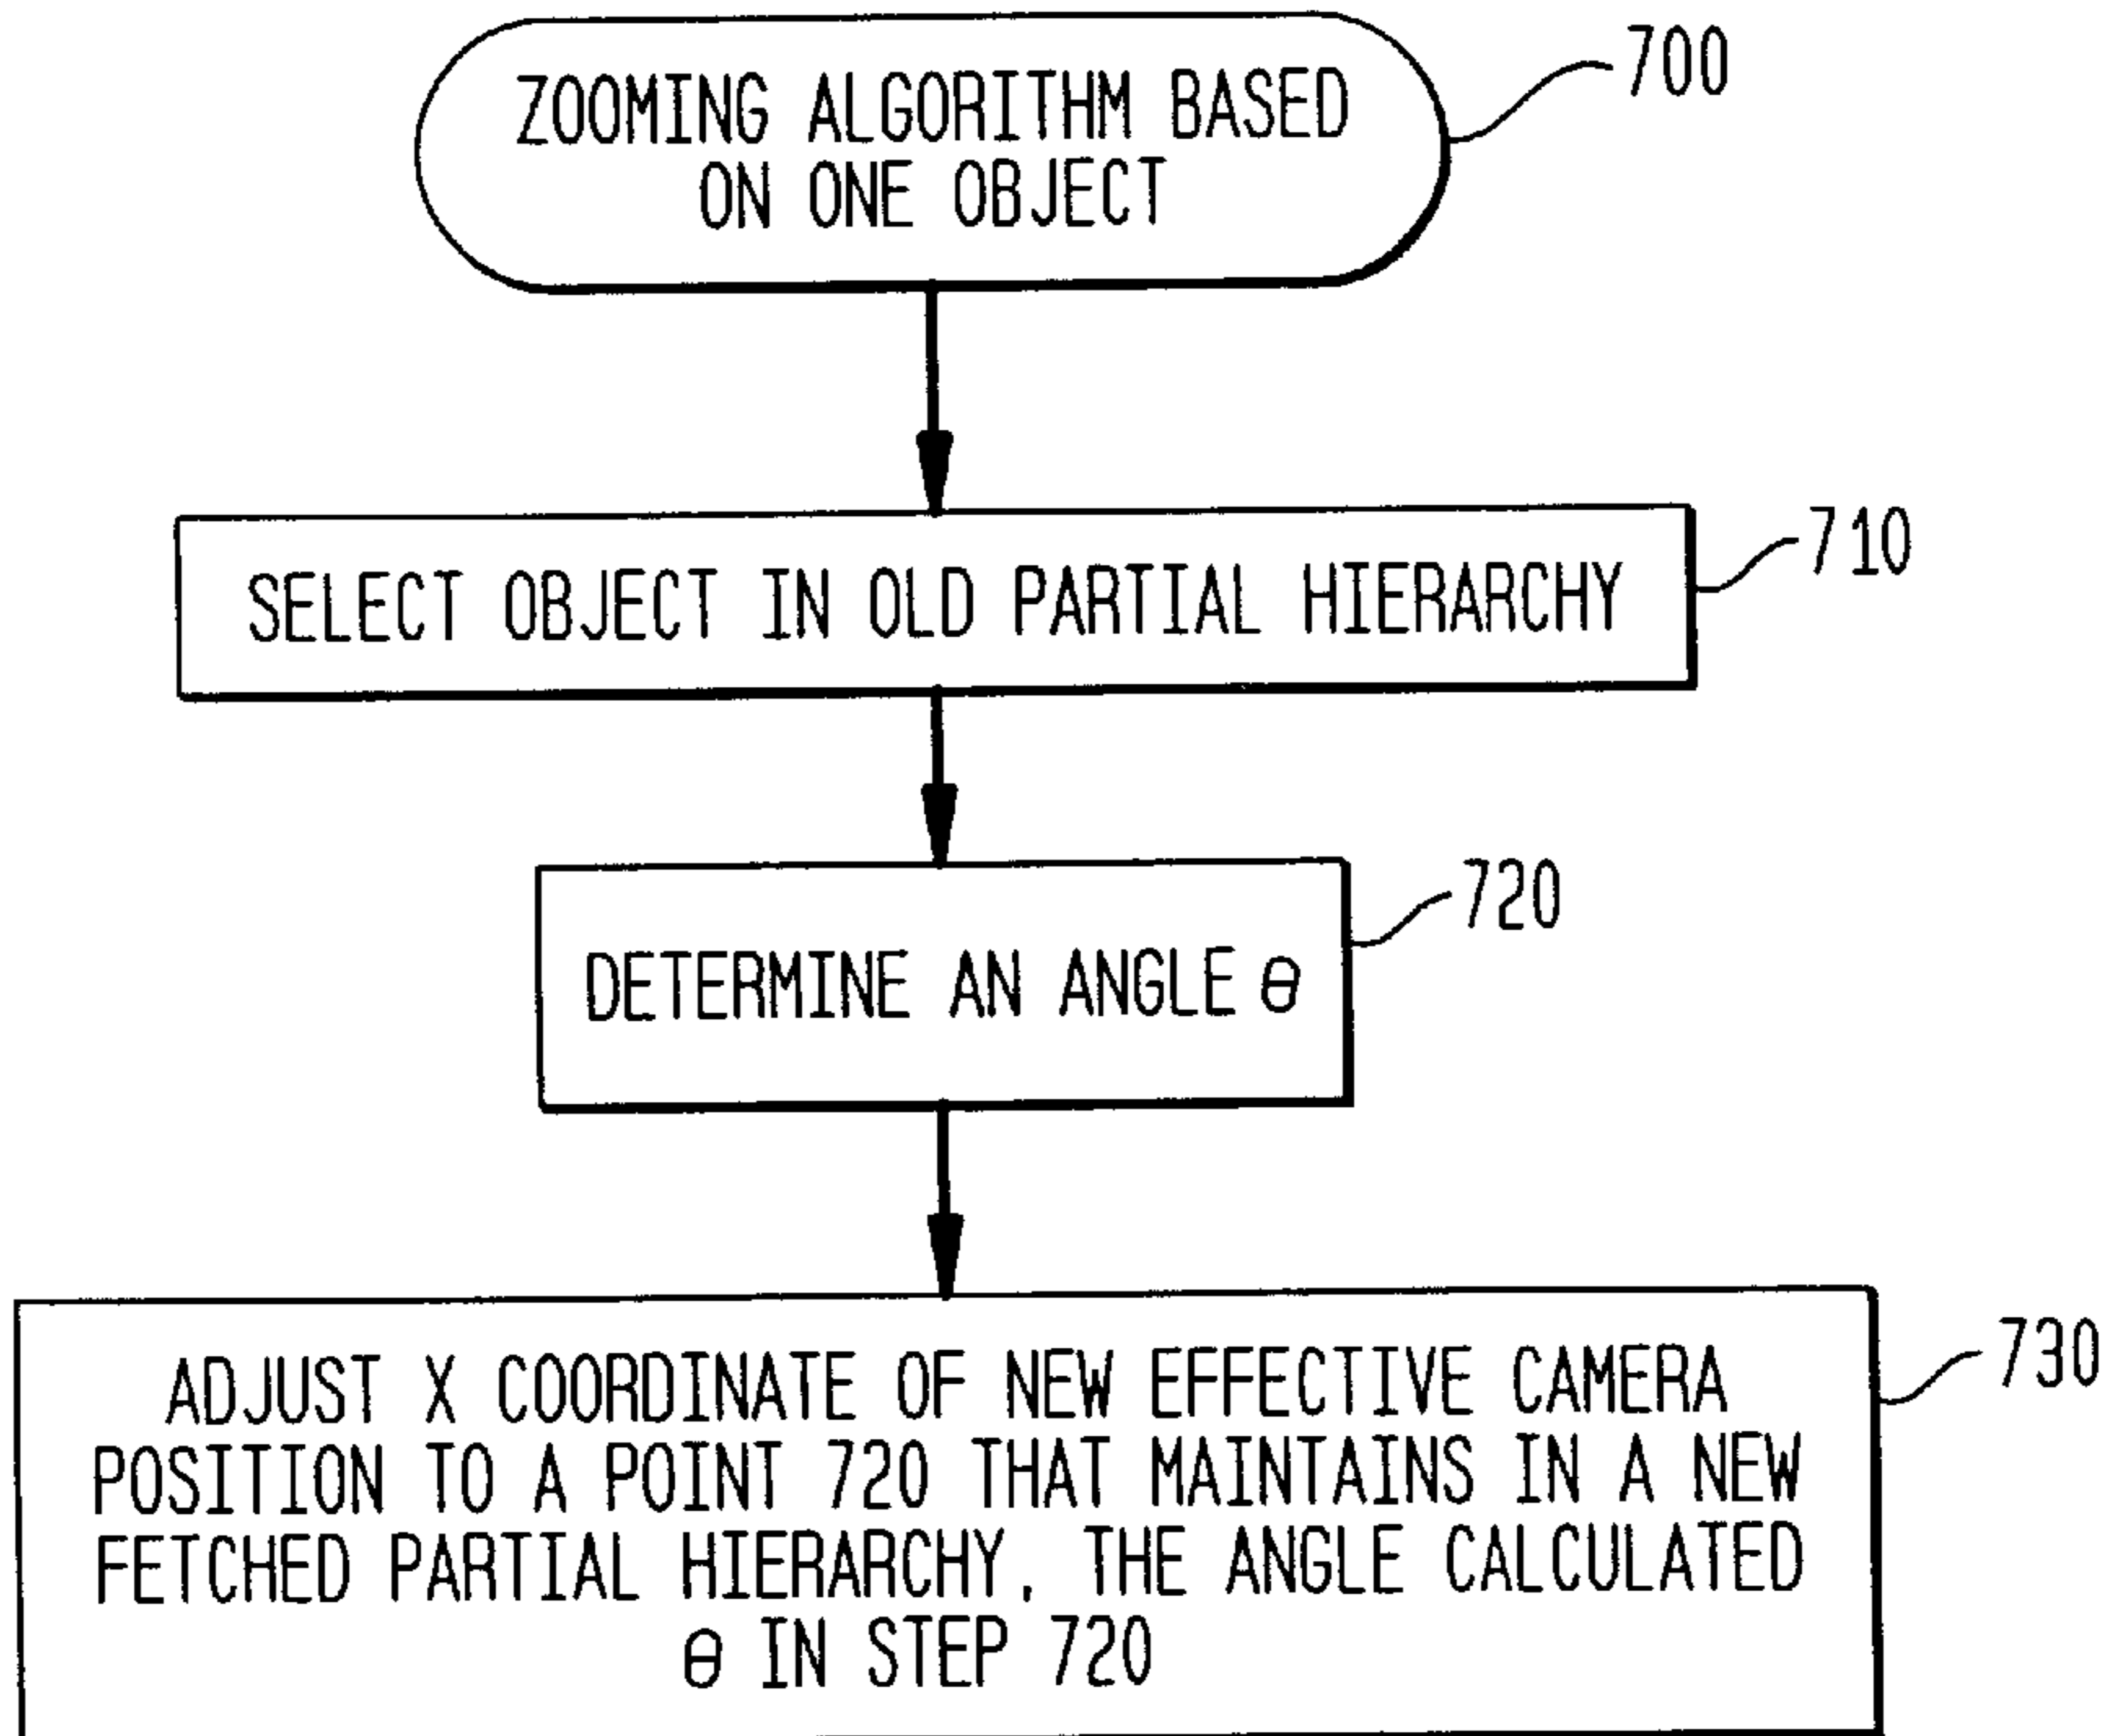 ZOOMING ALGORITHM BASED
ON ONE OBJECT
700
SELECT OBJECT IN OLD PARTIAL HIERARCHY
710
DETERMINE AN ANGLE θ
720
ADJUST X COORDINATE OF NEW EFFECTIVE CAMERA
POSITION TO A POINT 720 THAT MAINTAINS IN A NEW
FETCHED PARTIAL HIERARCHY, THE ANGLE CALCULATED
θ IN STEP 720
730